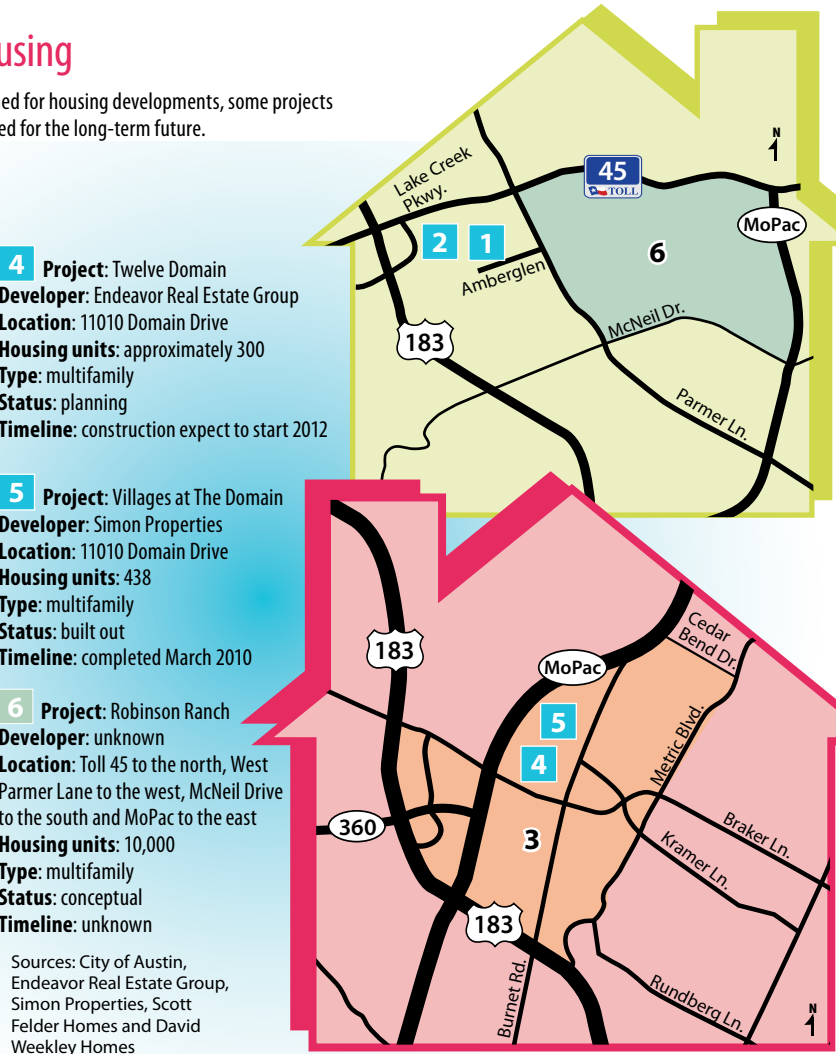 using
ed for housing developments, some projects
ed for the long-term future.
4 Project: Twelve Domain
Developer: Endeavor Real Estate Group
Location: 11010 Domain Drive
Housing units: approximately 300
Type: multifamily
Status: planning
Timeline: construction expect to start 2012
5 Project: Villages at The Domain
Developer: Simon Properties
Location: 11010 Domain Drive
Housing units: 438
Type: multifamily
Status: built out
Timeline: completed March 2010
6 Project: Robinson Ranch
Developer: unknown
Location: Toll 45 to the north, West
Parmer Lane to the west, McNeil Drive
to the south and MoPac to the east
Housing units: 10,000
Type: multifamily
Status: conceptual
Timeline: unknown
Sources: City of Austin,
Endeavor Real Estate Group,
Simon Properties, Scott
Felder Homes and David
Weekley Homes
N
45
TOLL
Lake Creek
Pkwy.
MoPac
2
1
6
Amberglen
McNeil Dr.
183
Parmer Ln.
183
Cedar
Bend Dr.
MoPac
5
4
Metric Blvd.
360
3
Braker Ln.
Kramer Ln.
183
Burnet Rd.
Rundberg Ln.
N